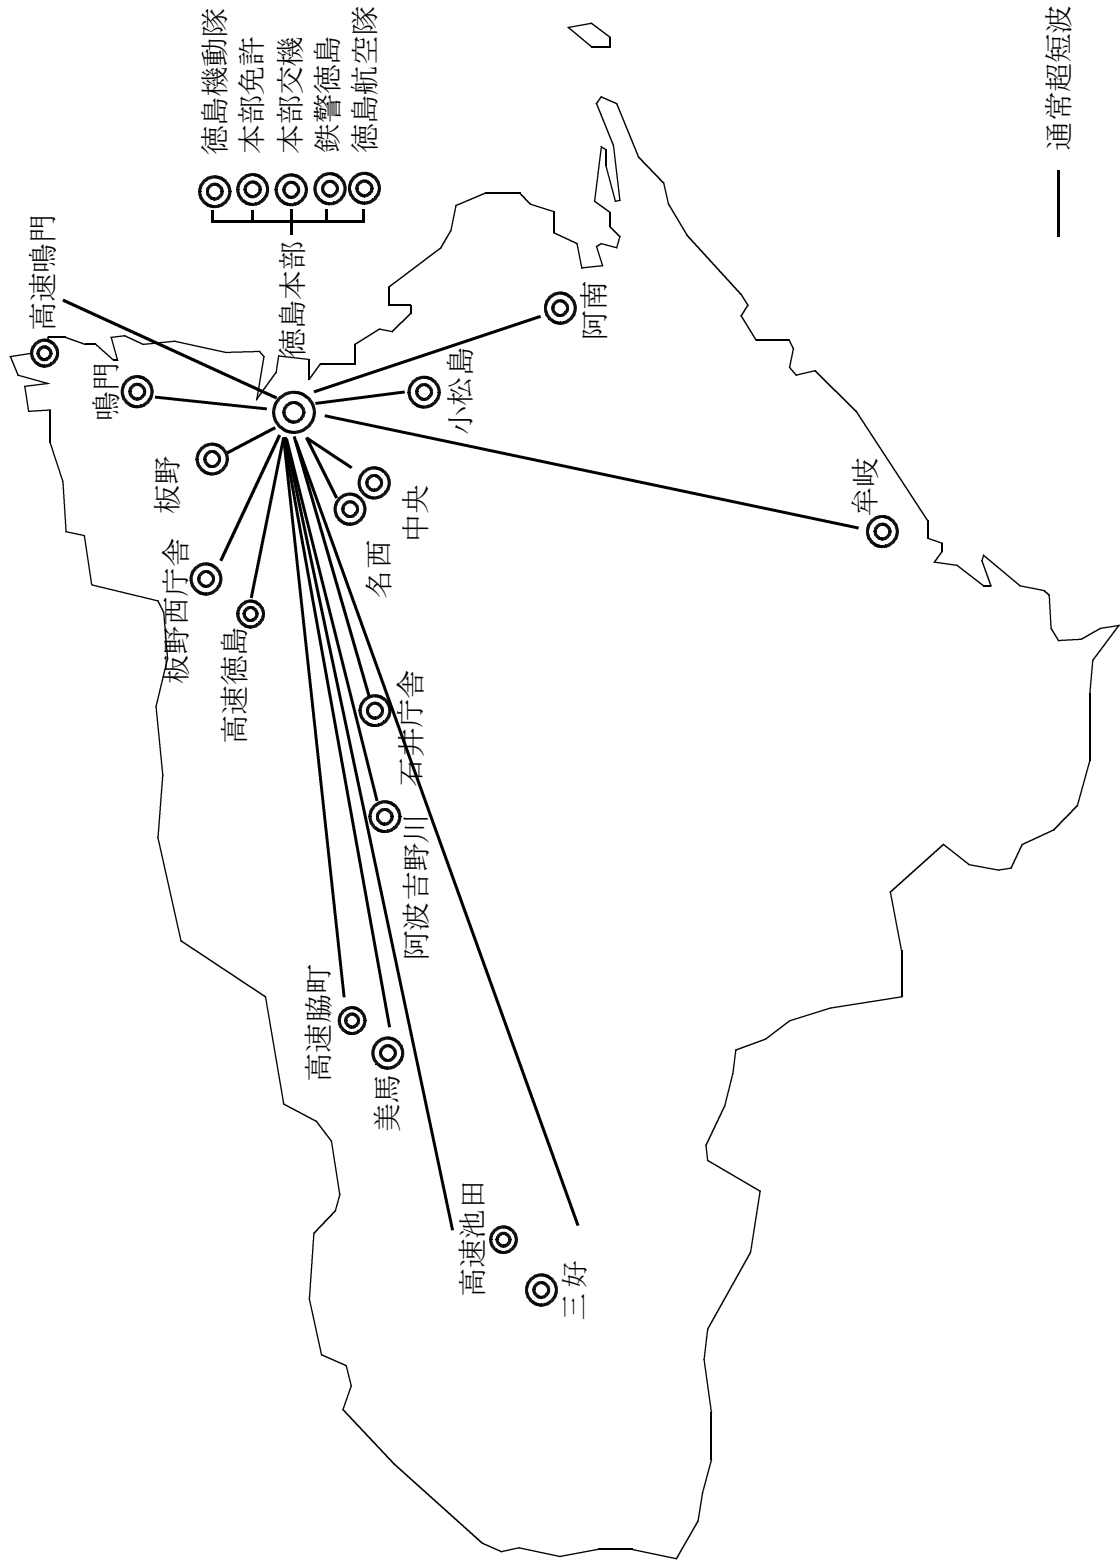 徳島機動隊
本部免許
本部交機
鉄警徳島
徳島航空隊
徳島本部
高速鳴門
鳴門
板野
板野西庁舎
高速徳島
名西
中央
小松島
阿南
牟岐
石井庁舎
阿波吉野川
高速脇町
美馬
高速池田
三好
通常超短波